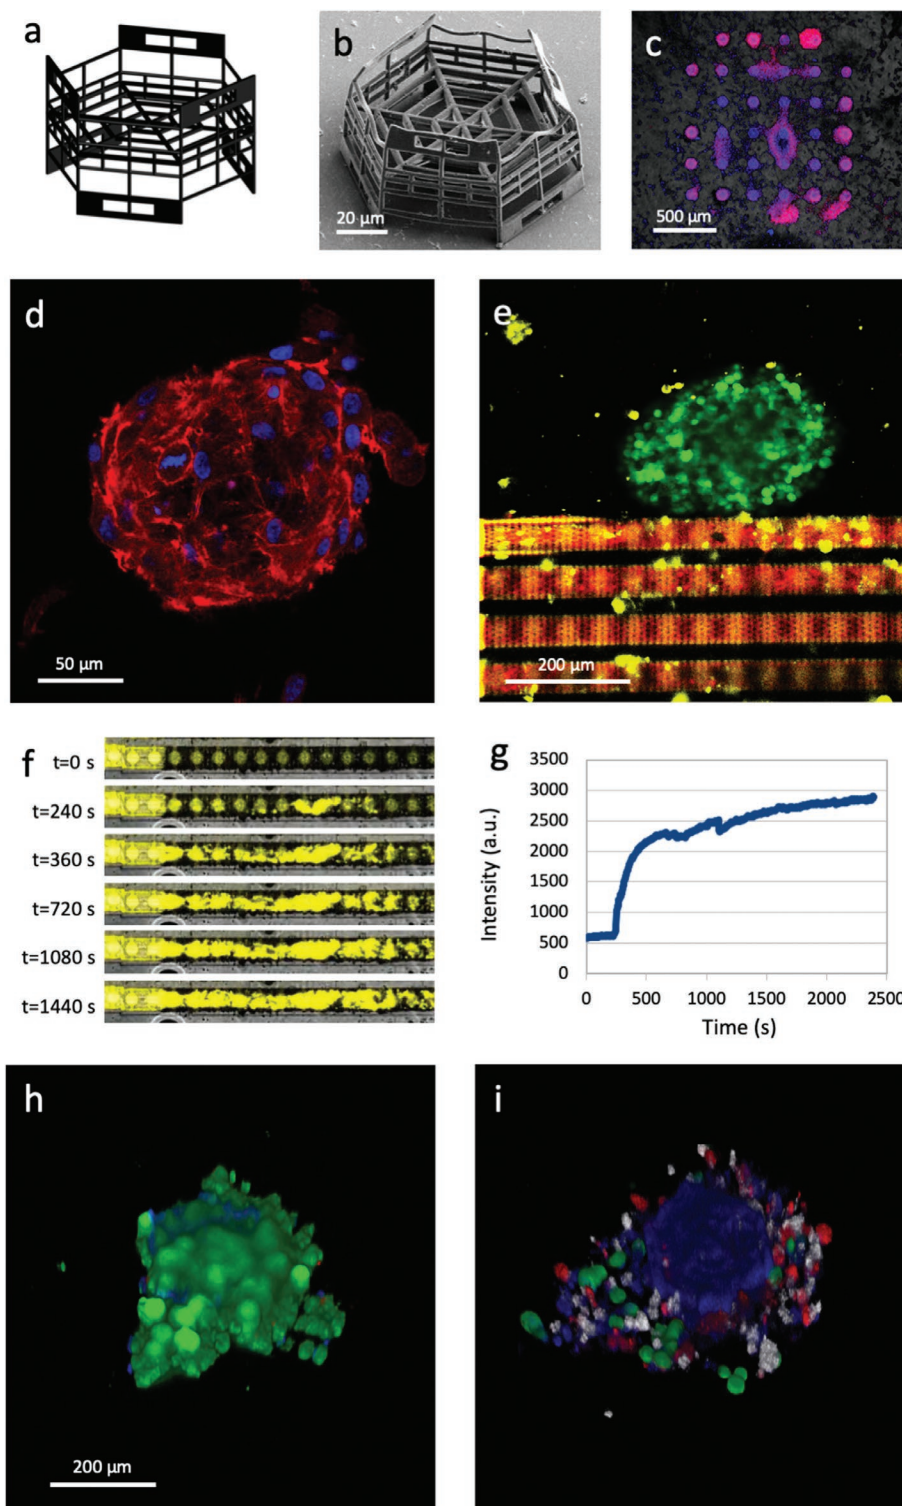 a
b
20 µm
c
500 µm
d
50 µm
e
200 µm
f
t=0 s
t=240 s
t=360 s
t=720 s
t=1080 s
t=1440 s
g
3500
3000
2500
2000
1500
1000
500
0
Intensity (a.u.)
0 500 1000 1500 2000 2500
Time (s)
h
200 µm
i